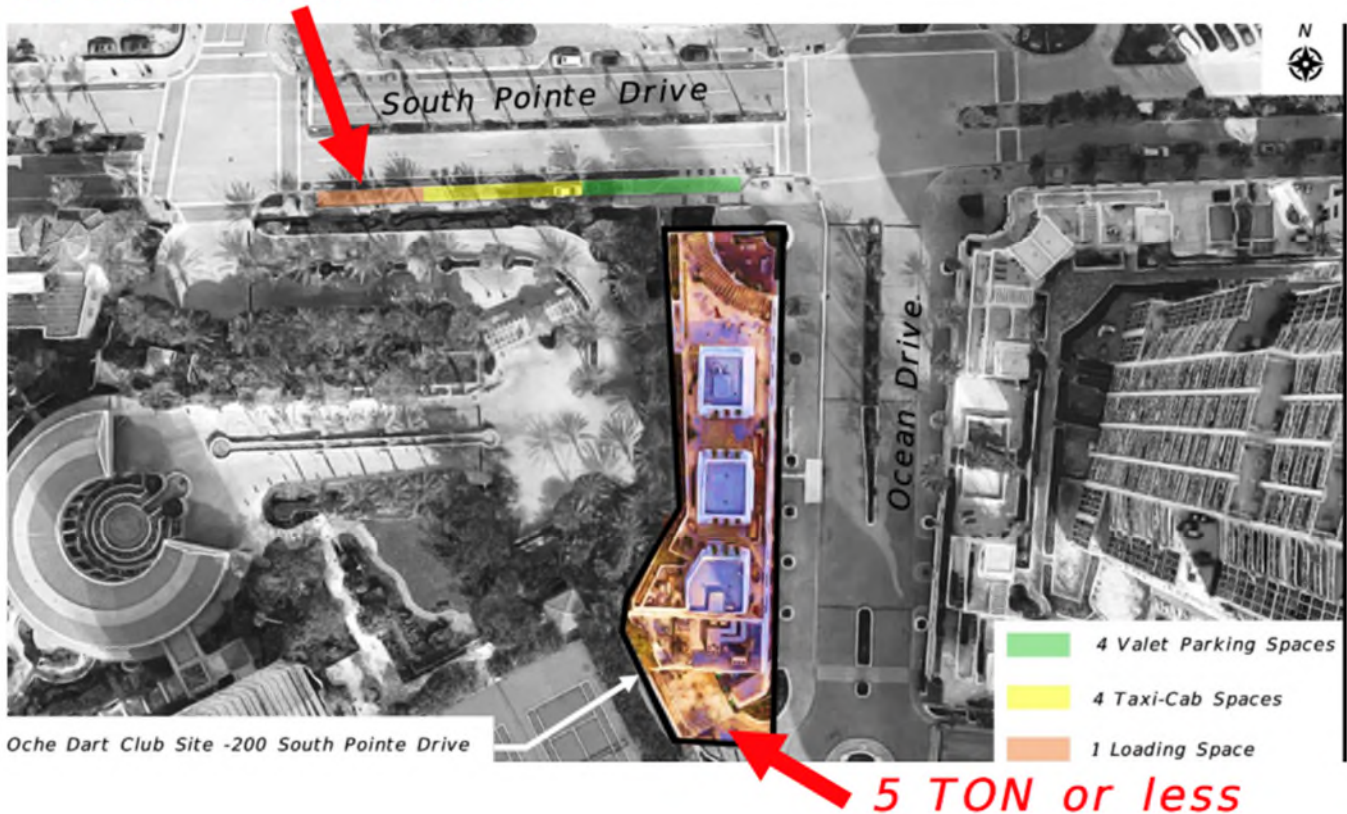 N
South Pointe Drive
Ocean Drive
4 Valet Parking Spaces
4 Taxi-Cab Spaces
Oche Dart Club Site -200 South Pointe Drive
1 Loading Space
5 TON or less